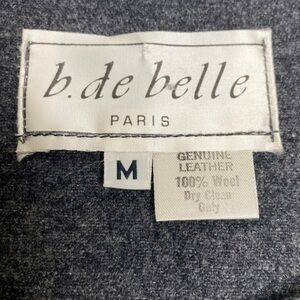 b. de belle
PARIS
M
GENUINE
LEATHER
100% Wool
Dry Clean
Only